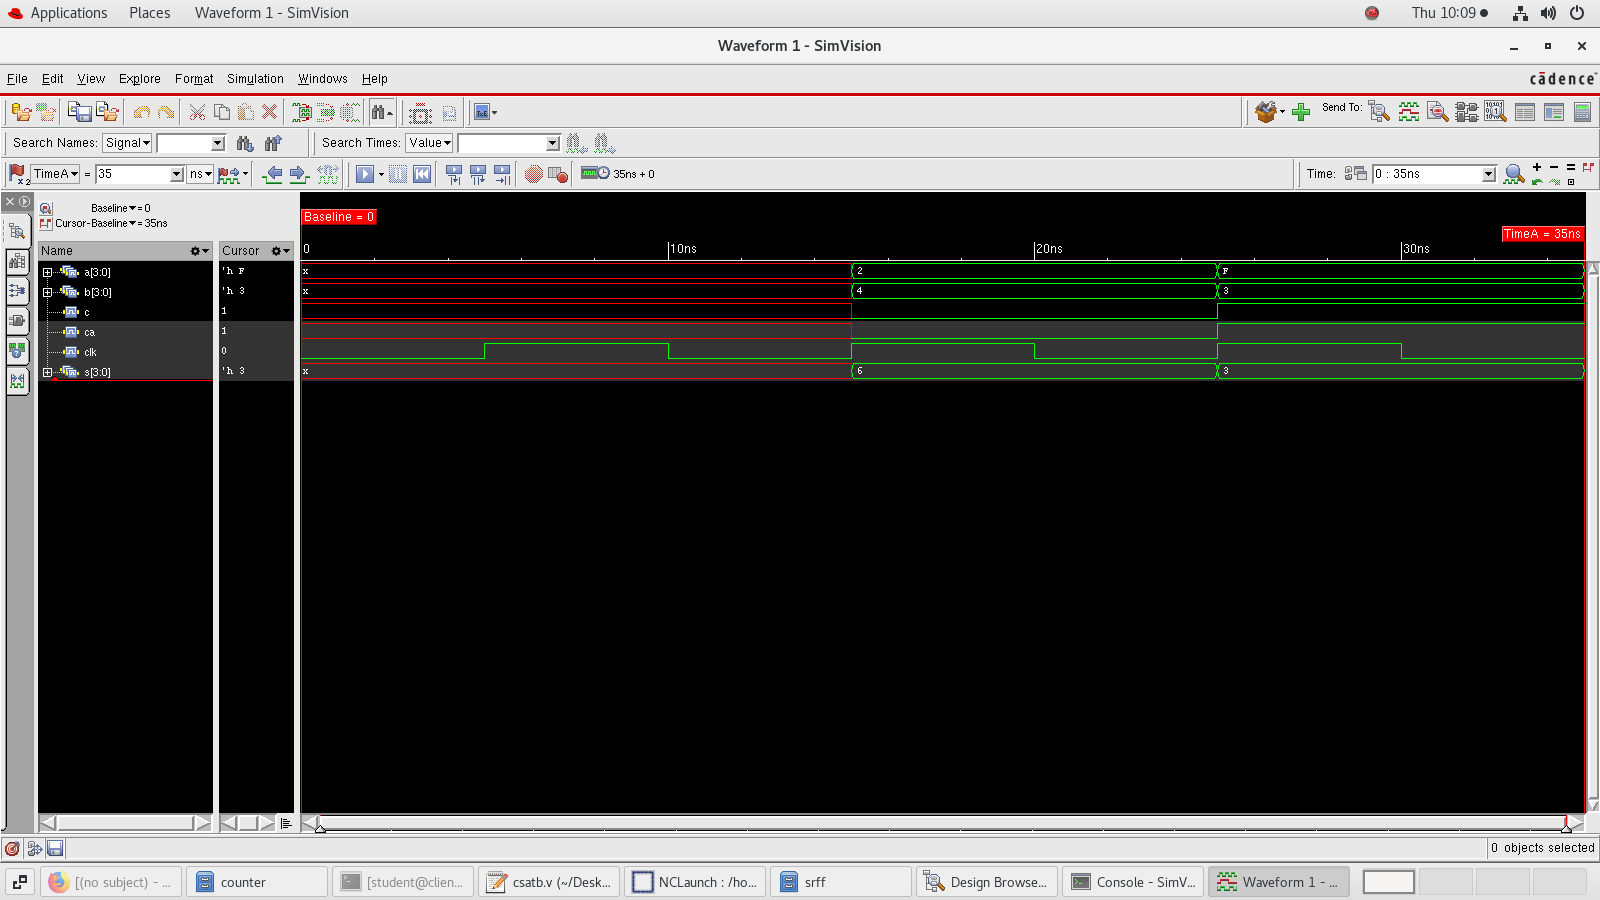 Applications Places Waveform 1 - SimVision Thu 10:09
Waveform 1 - SimVision
File Edit View Explore Format Simulation Windows Help cādence
Send To:
Search Names: Signal Search Times: Value
TimeA = 35 ns 35ns + 0 Time: 0 : 35ns
Baseline = 0
Cursor-Baseline = 35ns
Baseline = 0
TimeA = 35ns
Name Cursor 0 10ns 20ns 30ns
a[3:0] 'h F x 2 F
b[3:0] 'h 3 x 4 3
c 1
ca 1
clk 0
s[3:0] 'h 3 x 6 3
0 objects selected
[(no subject) - ... counter [student@clien... csatb.v (~/Desk... NCLaunch : /ho... srff Design Browse... Console - SimV... Waveform 1 - ...